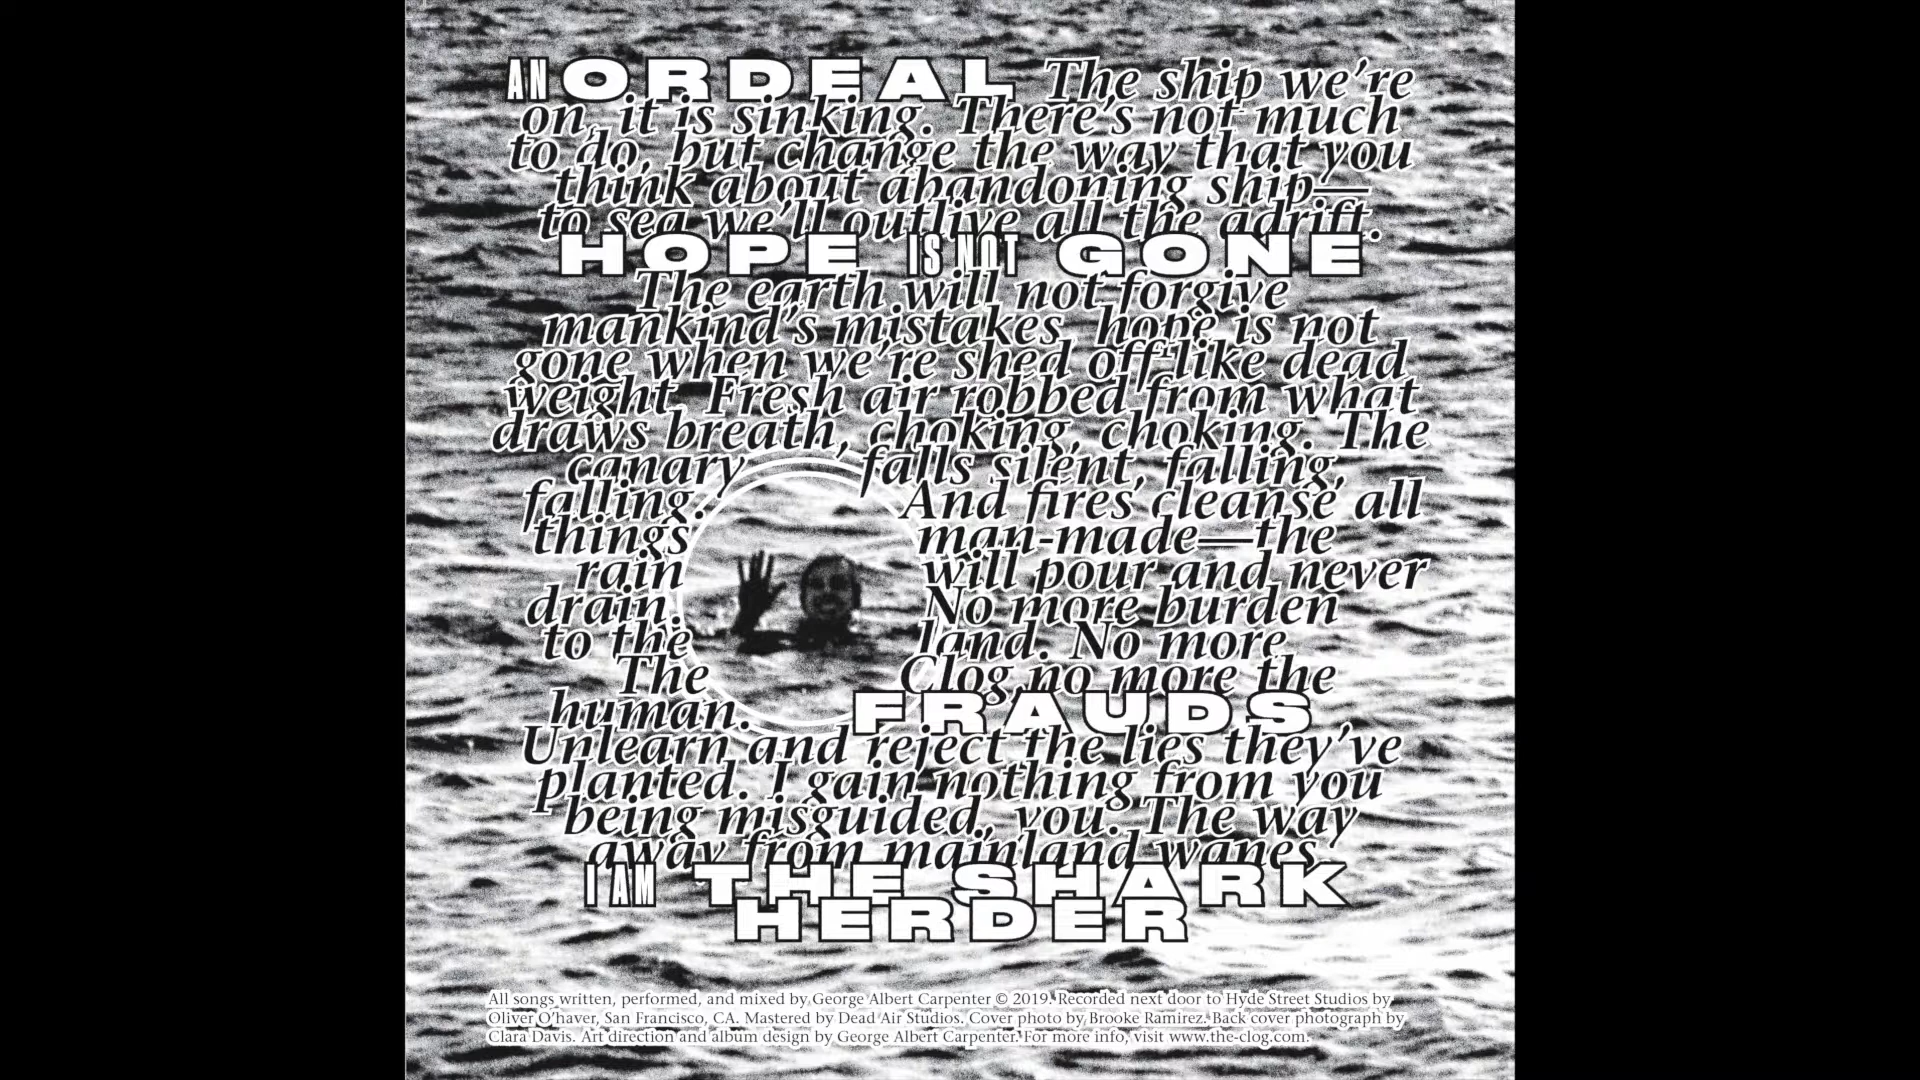 AN ORDEAL The ship we're
on, it is sinking. There's not much
to do, but change the way that you
think about abandoning ship—
to sea we'll outlive all the adrift.
HOPE IS NOT GONE
The earth will not forgive
mankind's mistakes, hope is not
gone when we're shed off like dead
weight. Fresh air robbed from what
draws breath, choking, choking. The
canary falls silent, falling,
falling. And fires cleanse all
things man-made—the
rain will pour and never
drain. No more burden
to the land. No more
The Clog, no more the
human. FRAUDS
Unlearn and reject the lies they've
planted. I gain nothing from you
being misguided, you. The way
away from mainland wanes.
I AM THE SHARK
HERDER
All songs written, performed, and mixed by George Albert Carpenter © 2019. Recorded next door to Hyde Street Studios by
Oliver O'haver, San Francisco, CA. Mastered by Dead Air Studios. Cover photo by Brooke Ramirez. Back cover photograph by
Clara Davis. Art direction and album design by George Albert Carpenter. For more info, visit www.the-clog.com.